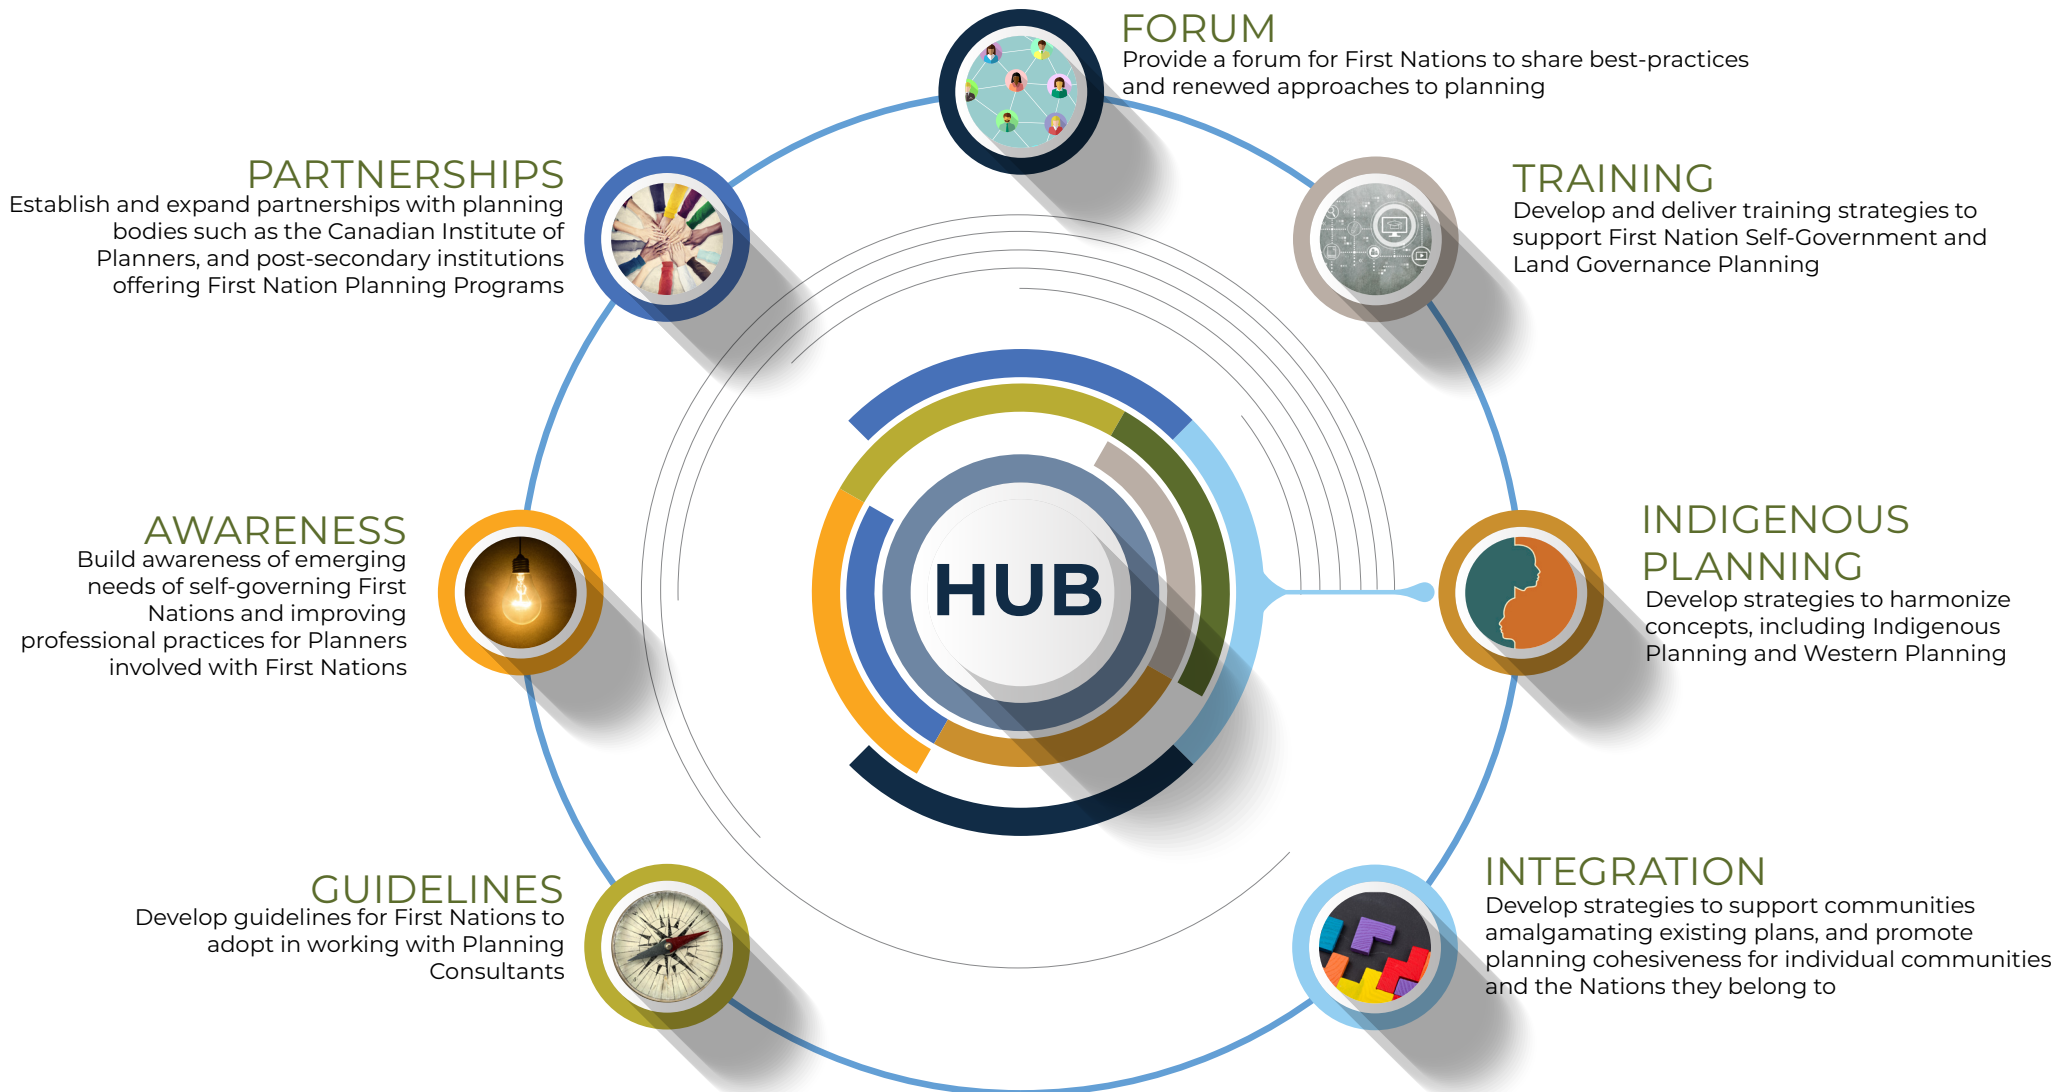 FORUM
Provide a forum for First Nations to share best-practices
and renewed approaches to planning
PARTNERSHIPS
Establish and expand partnerships with planning
bodies such as the Canadian Institute of
Planners, and post-secondary institutions
offering First Nation Planning Programs
TRAINING
Develop and deliver training strategies to
support First Nation Self-Government and
Land Governance Planning
AWARENESS
Build awareness of emerging
needs of self-governing First
Nations and improving
professional practices for Planners
involved with First Nations
HUB
INDIGENOUS
PLANNING
Develop strategies to harmonize
concepts, including Indigenous
Planning and Western Planning
GUIDELINES
Develop guidelines for First Nations to
adopt in working with Planning
Consultants
INTEGRATION
Develop strategies to support communities
amalgamating existing plans, and promote
planning cohesiveness for individual communities
and the Nations they belong to